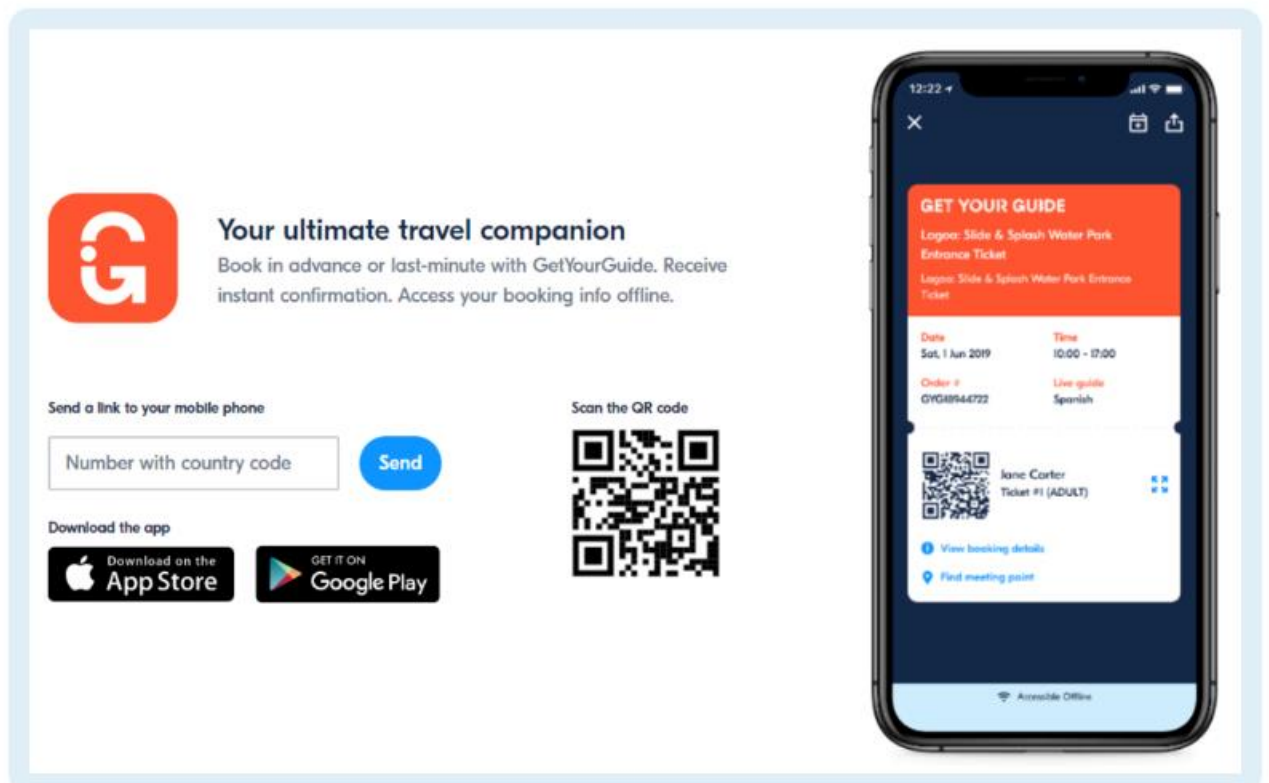 Your ultimate travel companion
Book in advance or last-minute with GetYourGuide. Receive
instant confirmation. Access your booking info offline.
Send a link to your mobile phone
Number with country code
Send
Download the app
Download on the
App Store
GET IT ON
Google Play
Scan the QR code
12:22
GET YOUR GUIDE
Lagoa: Slide & Splash Water Park
Entrance Ticket
Lagoa: Slide & Splash Water Park Entrance
Ticket
Date
Time
Sat, 1 Jun 2019
10:00 - 17:00
Order #
Live guide
GYG18944722
Spanish
Jane Carter
Ticket #1 (ADULT)
View booking details
Find meeting point
Accessible Offline